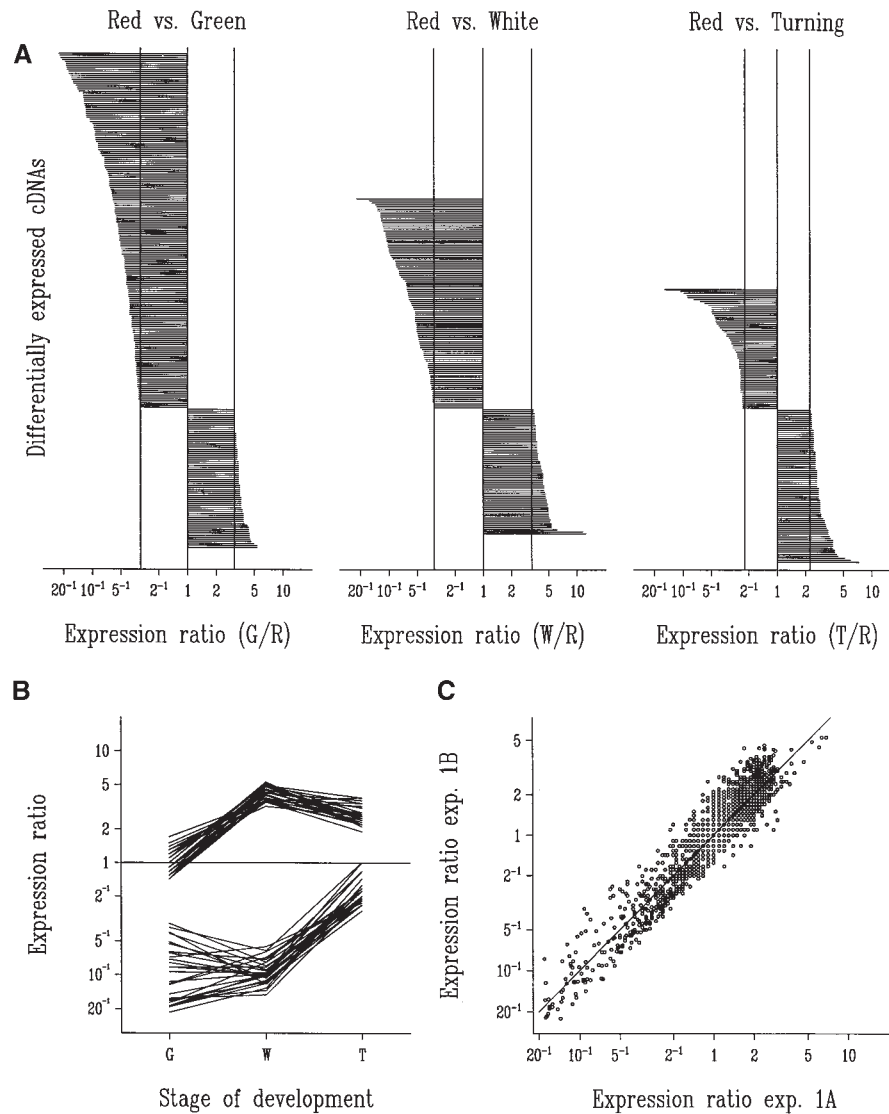 Red vs. Green Red vs. White Red vs. Turning
A
Differentially expressed cDNAs
20⁻¹ 10⁻¹ 5⁻¹ 2⁻¹ 1 2 5 10
20⁻¹ 10⁻¹ 5⁻¹ 2⁻¹ 1 2 5 10
20⁻¹ 10⁻¹ 5⁻¹ 2⁻¹ 1 2 5 10
Expression ratio (G/R) Expression ratio (W/R) Expression ratio (T/R)
B
Expression ratio
10
5
2
1
2⁻¹
5⁻¹
10⁻¹
20⁻¹
G W T
Stage of development
C
Expression ratio exp. 1B
5
2
1
2⁻¹
5⁻¹
10⁻¹
20⁻¹
20⁻¹ 10⁻¹ 5⁻¹ 2⁻¹ 1 2 5 10
Expression ratio exp. 1A